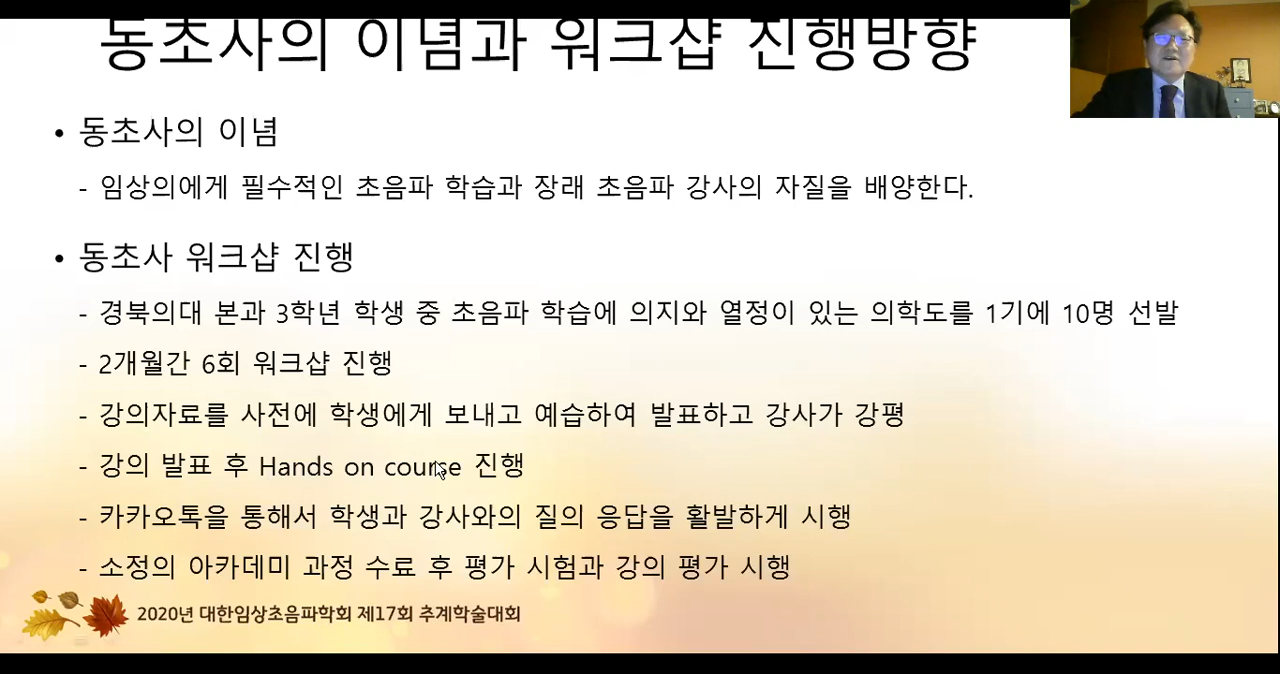 동초사의 이념과 워크샵 진행방향
• 동초사의 이념
- 임상의에게 필수적인 초음파 학습과 장래 초음파 강사의 자질을 배양한다.
• 동초사 워크샵 진행
- 경북의대 본과 3학년 학생 중 초음파 학습에 의지와 열정이 있는 의학도를 1기에 10명 선발
- 2개월간 6회 워크샵 진행
- 강의자료를 사전에 학생에게 보내고 예습하여 발표하고 강사가 강평
- 강의 발표 후 Hands on course 진행
- 카카오톡을 통해서 학생과 강사와의 질의 응답을 활발하게 시행
- 소정의 아카데미 과정 수료 후 평가 시험과 강의 평가 시행
2020년 대한임상초음파학회 제17회 추계학술대회